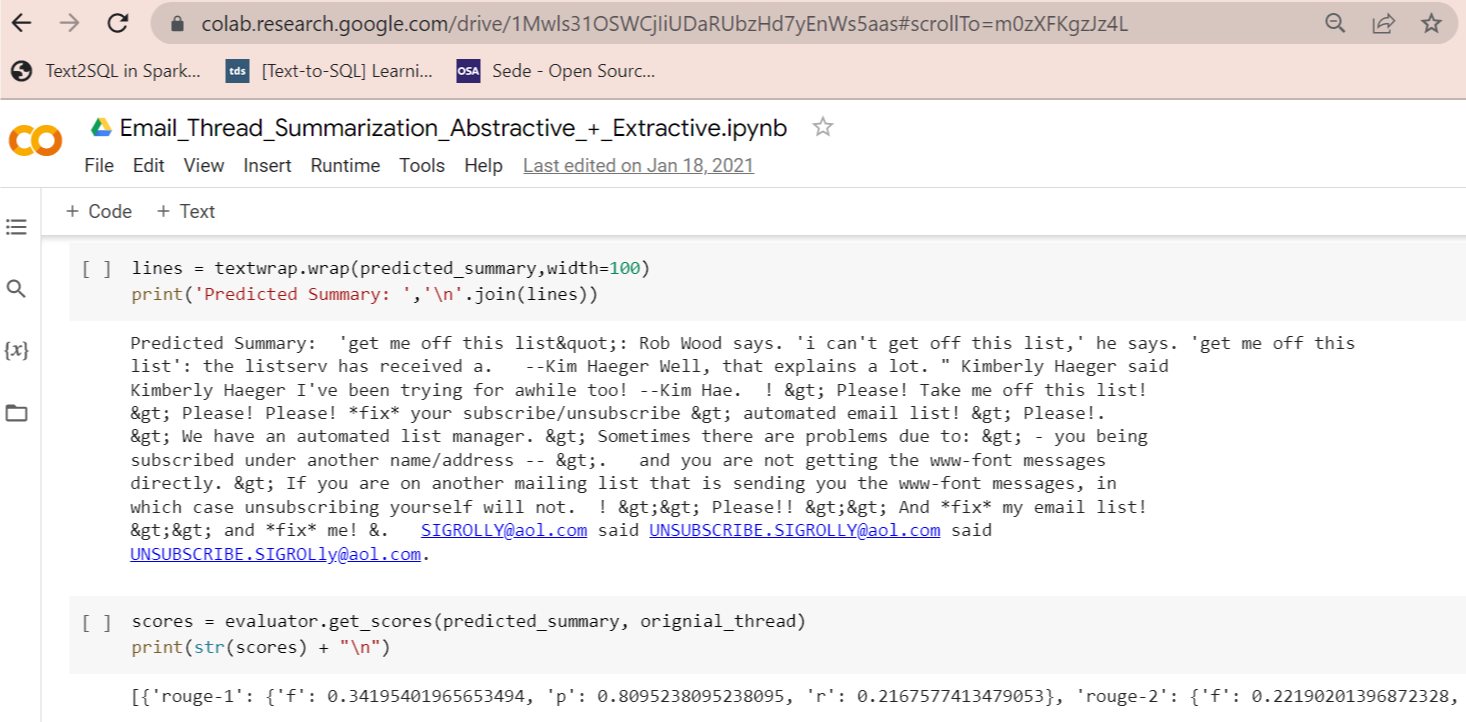 colab.research.google.com/drive/1Mwls31OSWCjIiUDaRUbzHd7yEnWs5aas#scrollTo=m0zXFKgzJz4L
Text2SQL in Spark... tds [Text-to-SQL] Learni... OSA Sede - Open Sourc...
Email_Thread_Summarization_Abstractive_+_Extractive.ipynb
File Edit View Insert Runtime Tools Help Last edited on Jan 18, 2021
+ Code + Text
[ ] lines = textwrap.wrap(predicted_summary,width=100)
print('Predicted Summary: ','\n'.join(lines))
{x}
Predicted Summary:  'get me off this list&quot;: Rob Wood says. 'i can't get off this list,' he says. 'get me off this
list': the listserv has received a.   --Kim Haeger Well, that explains a lot. " Kimberly Haeger said
Kimberly Haeger I've been trying for awhile too! --Kim Hae.  ! &gt; Please! Take me off this list!
&gt; Please! Please! *fix* your subscribe/unsubscribe &gt; automated email list! &gt; Please!.
&gt; We have an automated list manager. &gt; Sometimes there are problems due to: &gt; - you being
subscribed under another name/address -- &gt;.   and you are not getting the www-font messages
directly. &gt; If you are on another mailing list that is sending you the www-font messages, in
which case unsubscribing yourself will not.  ! &gt;&gt; Please!! &gt;&gt; And *fix* my email list!
&gt;&gt; and *fix* me! &.   SIGROLLY@aol.com said UNSUBSCRIBE.SIGROLLY@aol.com said
UNSUBSCRIBE.SIGROLly@aol.com.
[ ] scores = evaluator.get_scores(predicted_summary, orignial_thread)
print(str(scores) + "\n")
[{'rouge-1': {'f': 0.34195401965653494, 'p': 0.8095238095238095, 'r': 0.2167577413479053}, 'rouge-2': {'f': 0.22190201396872328,